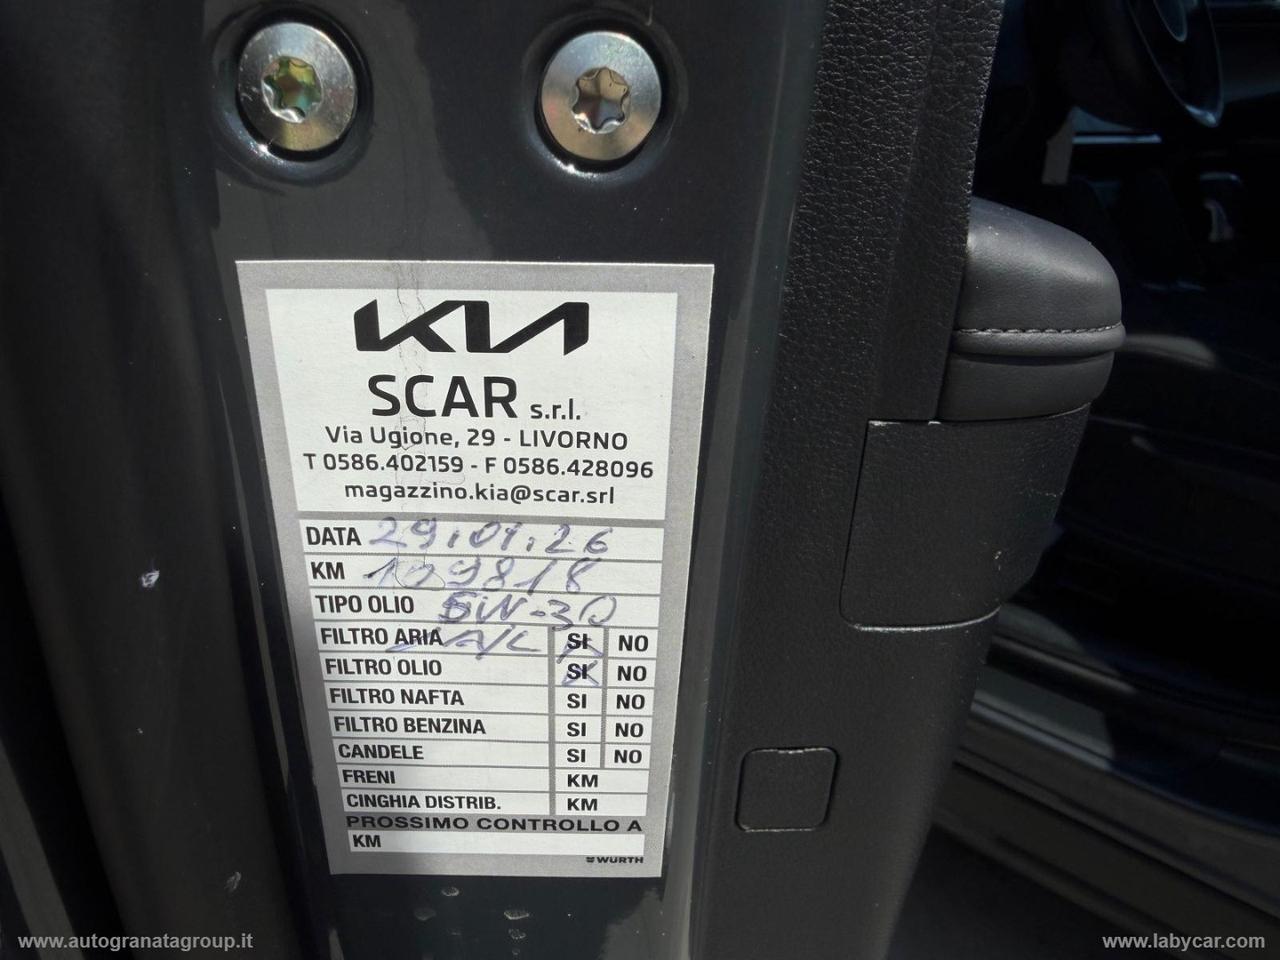 KIA
SCAR s.r.l.
Via Ugione, 29 - LIVORNO
T 0586.402159 - F 0586.428096
magazzino.kia@scar.srl
DATA 29.01.26
KM 109818
TIPO OLIO 5W-30
FILTRO ARIA A/C SI NO
FILTRO OLIO SI NO
FILTRO NAFTA SI NO
FILTRO BENZINA SI NO
CANDELE SI NO
FRENI KM
CINGHIA DISTRIB. KM
PROSSIMO CONTROLLO A
KM
WÜRTH
www.autogranatagroup.it
www.labycar.com